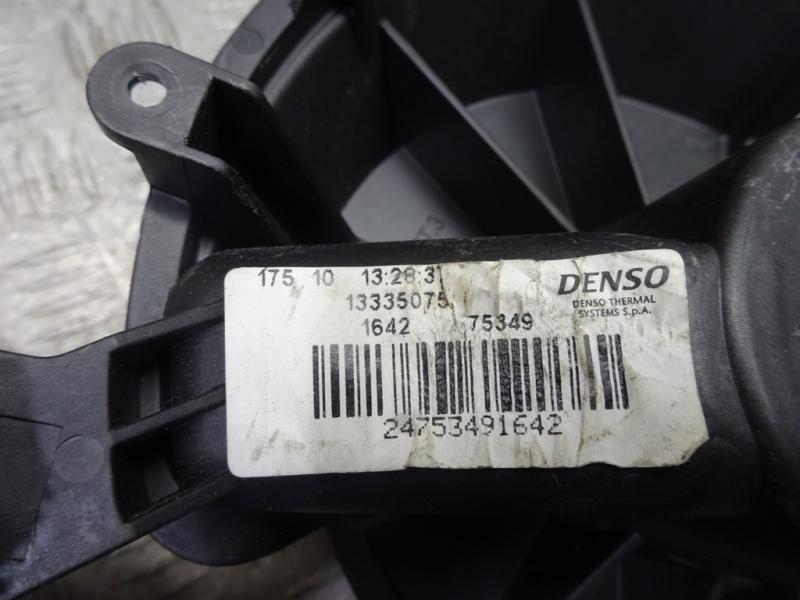 175 10 13:28:3
13335075
1642 75349
24753491642
DENSO
DENSO THERMAL
SYSTEMS S.p.A.